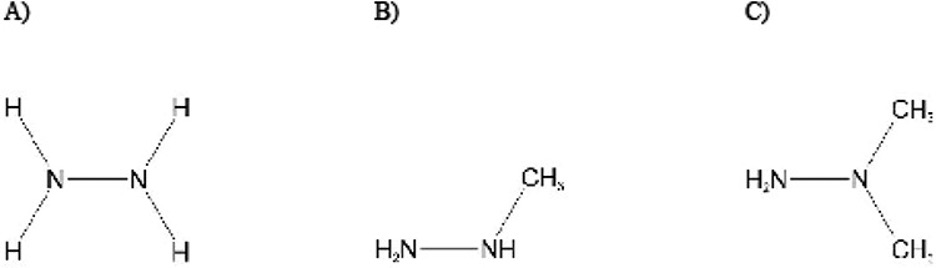 A) B) C)
H H CH₃
N N CH₃ H₂N N
H H H₂N NH CH₃